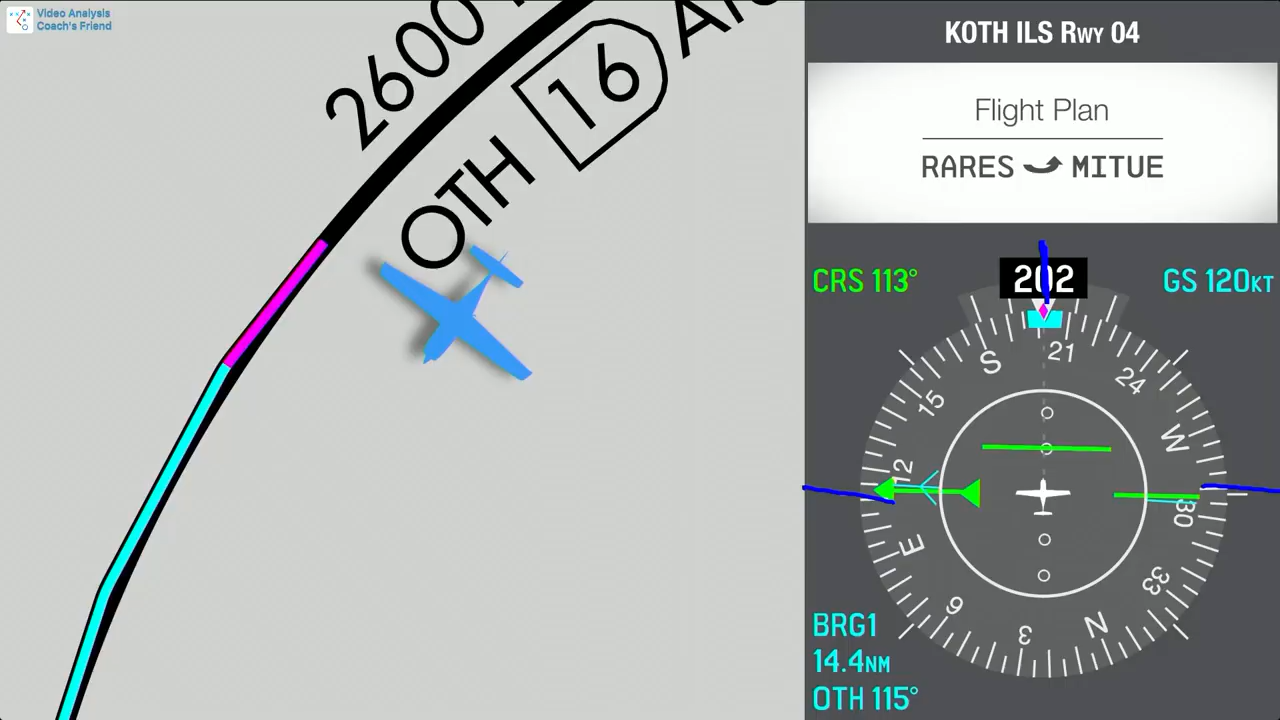 Video Analysis
Coach's Friend
2600
OTH 16
KOTH ILS RWY 04
Flight Plan
RARES MITUE
CRS 113°
202
GS 120KT
S
21
24
15
W
12
30
E
33
6
N
3
BRG1
14.4NM
OTH 115°